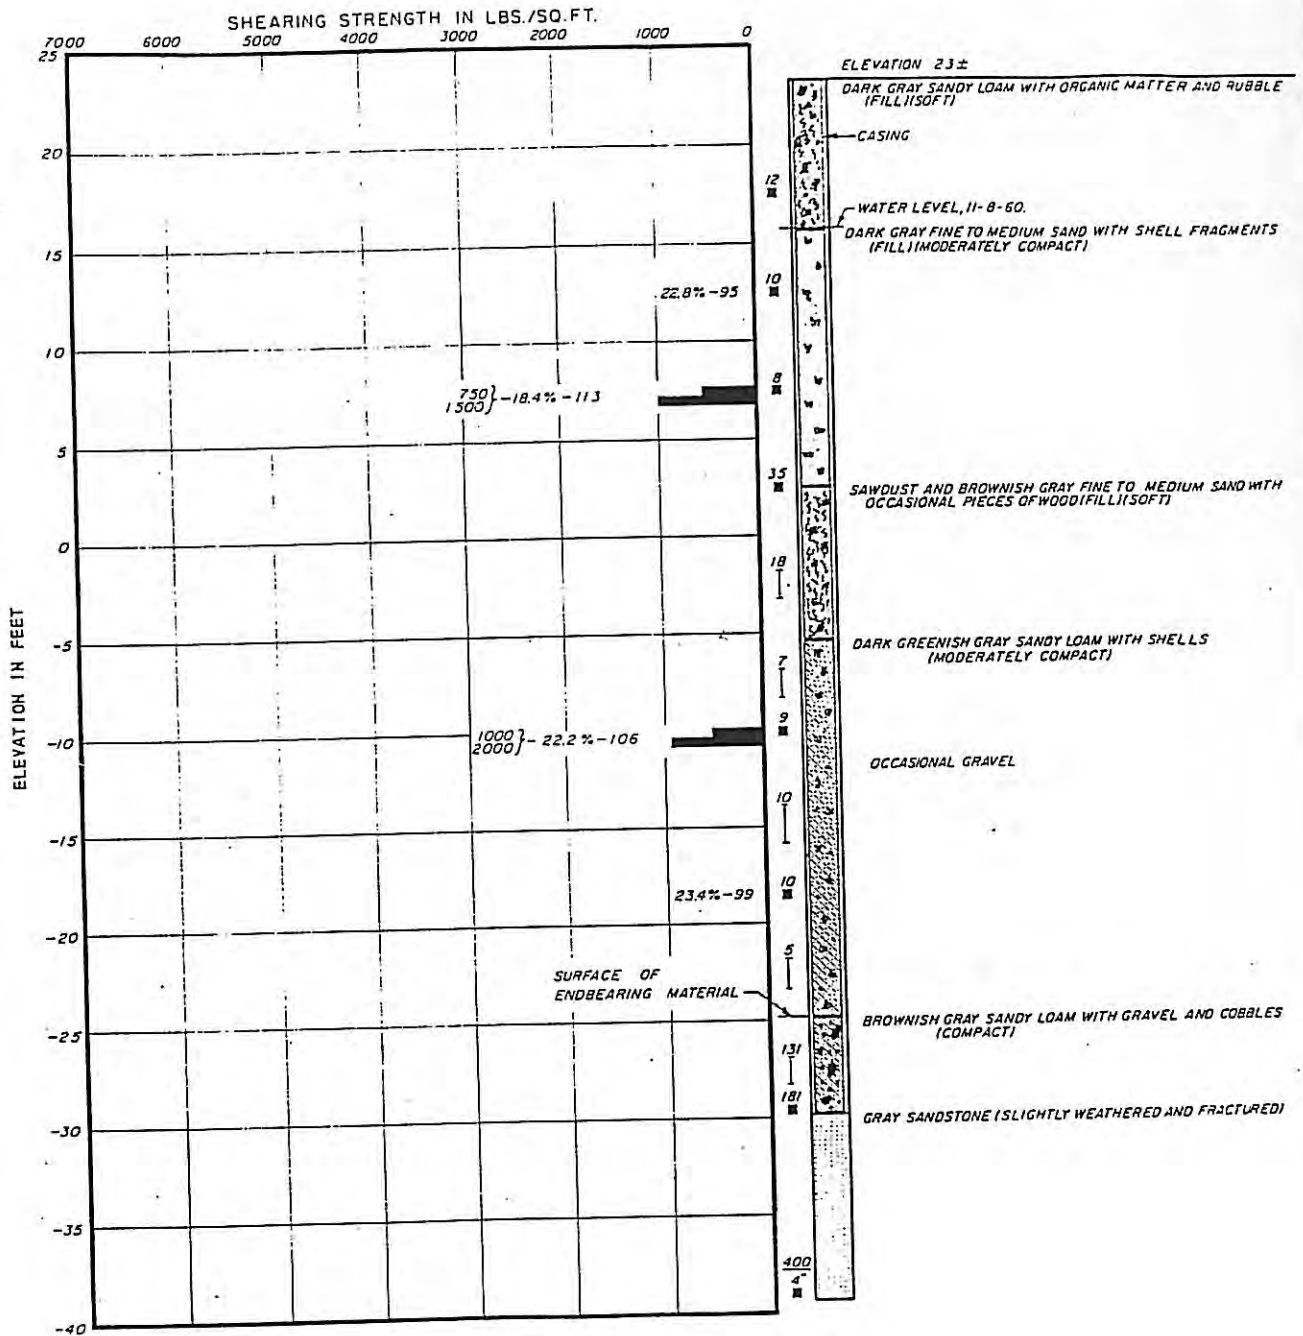 SHEARING STRENGTH IN LBS./SQ.FT.
7000 6000 5000 4000 3000 2000 1000 0
25
ELEVATION 23±
DARK GRAY SANDY LOAM WITH ORGANIC MATTER AND RUBBLE
(FILL)(SOFT)
CASING
20
12
WATER LEVEL, 11-8-60.
DARK GRAY FINE TO MEDIUM SAND WITH SHELL FRAGMENTS
(FILL)(MODERATELY COMPACT)
15
22.8%-95
10
10
8
750
1500 } -18.4%-113
5
35
SAWDUST AND BROWNISH GRAY FINE TO MEDIUM SAND WITH
OCCASIONAL PIECES OF WOOD(FILL)(SOFT)
0
18
ELEVATION IN FEET
-5
DARK GREENISH GRAY SANDY LOAM WITH SHELLS
(MODERATELY COMPACT)
7
9
-10
1000
2000 } -22.2%-106
OCCASIONAL GRAVEL
10
-15
23.4%-99
10
-20
5
SURFACE OF
ENDBEARING MATERIAL
-25
BROWNISH GRAY SANDY LOAM WITH GRAVEL AND COBBLES
(COMPACT)
131
181
GRAY SANDSTONE (SLIGHTLY WEATHERED AND FRACTURED)
-30
-35
400
4"
-40